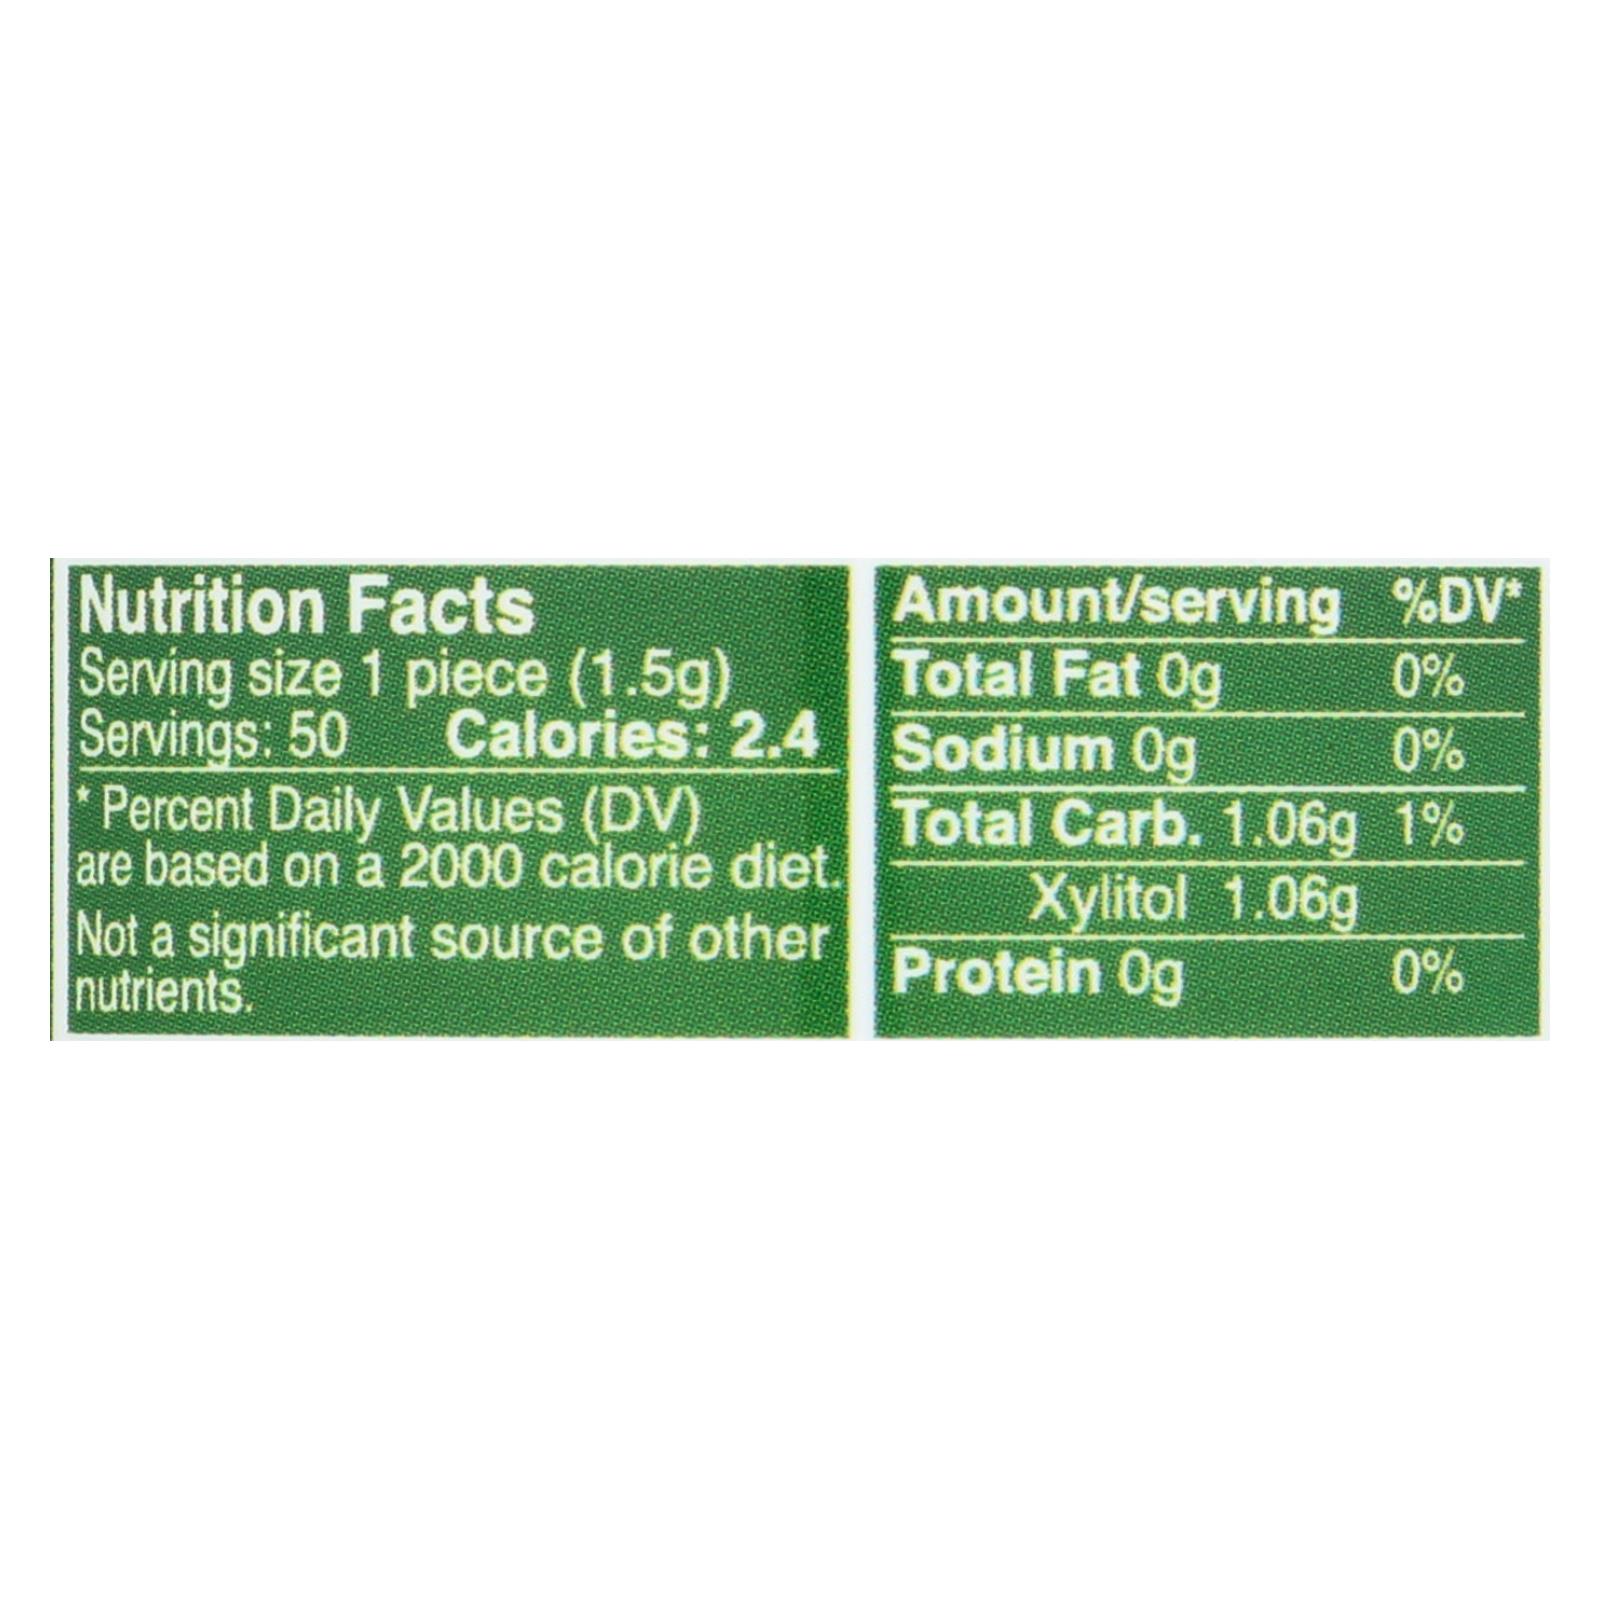 Nutrition Facts
Serving size 1 piece (1.5g)
Servings: 50 Calories: 2.4
* Percent Daily Values (DV)
are based on a 2000 calorie diet.
Not a significant source of other
nutrients.
Amount/serving %DV*
Total Fat 0g 0%
Sodium 0g 0%
Total Carb. 1.06g 1%
Xylitol 1.06g
Protein 0g 0%